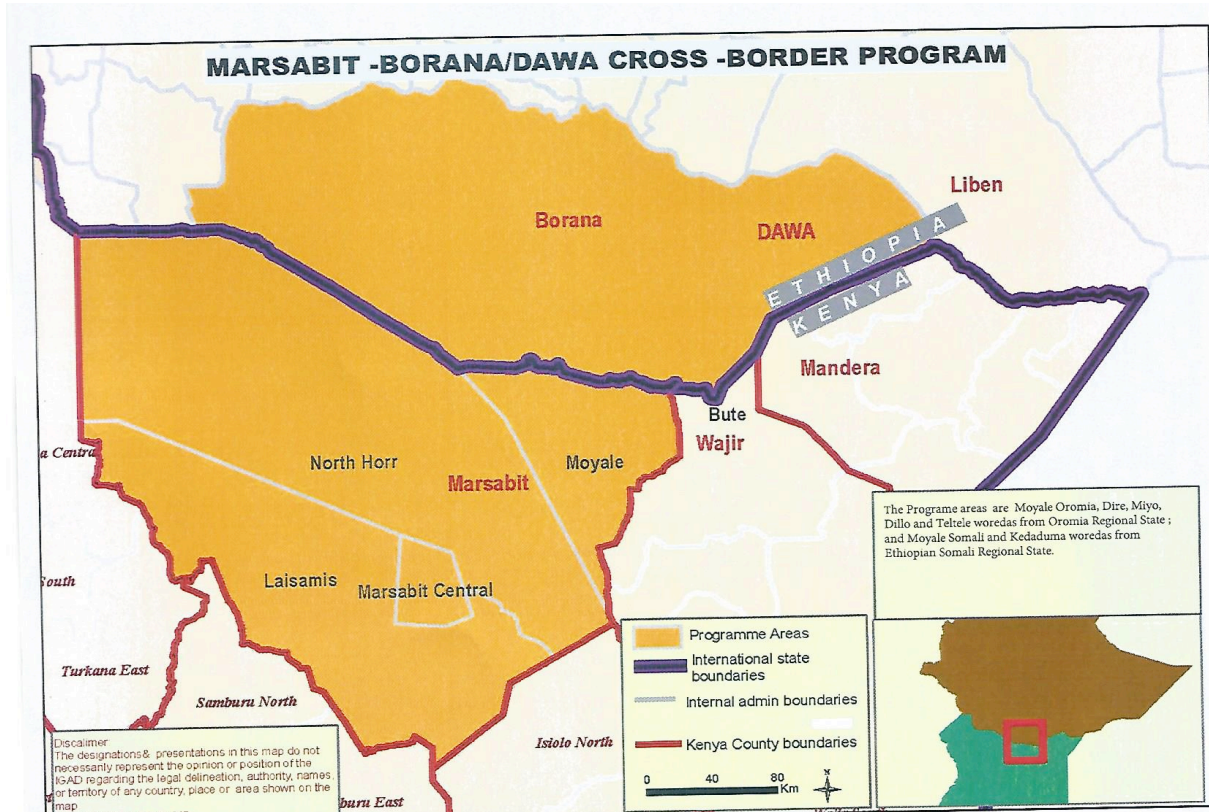 MARSABIT -BORANA/DAWA CROSS -BORDER PROGRAM
Liben
Borana
DAWA
ETHIOPIA
KENYA
Mandera
Bute
Wajir
a Centra
North Horr
Moyale
Marsabit
The Programe areas are Moyale Oromia, Dire, Miyo,
Dillo and Teltele woredas from Oromia Regional State ;
and Moyale Somali and Kedaduma woredas from
Ethiopian Somali Regional State.
South
Laisamis
Marsabit Central
Turkana East
Samburu North
Isiolo North
buru East
Programme Areas
International state
boundaries
Internal admin boundaries
Kenya County boundaries
0 40 80
Km
N
Discalimer
The designations& presentations in this map do not
necessarily represent the opinion or position of the
IGAD regarding the legal delineation, authority, names.
or territory of any country, place or area shown on the
map